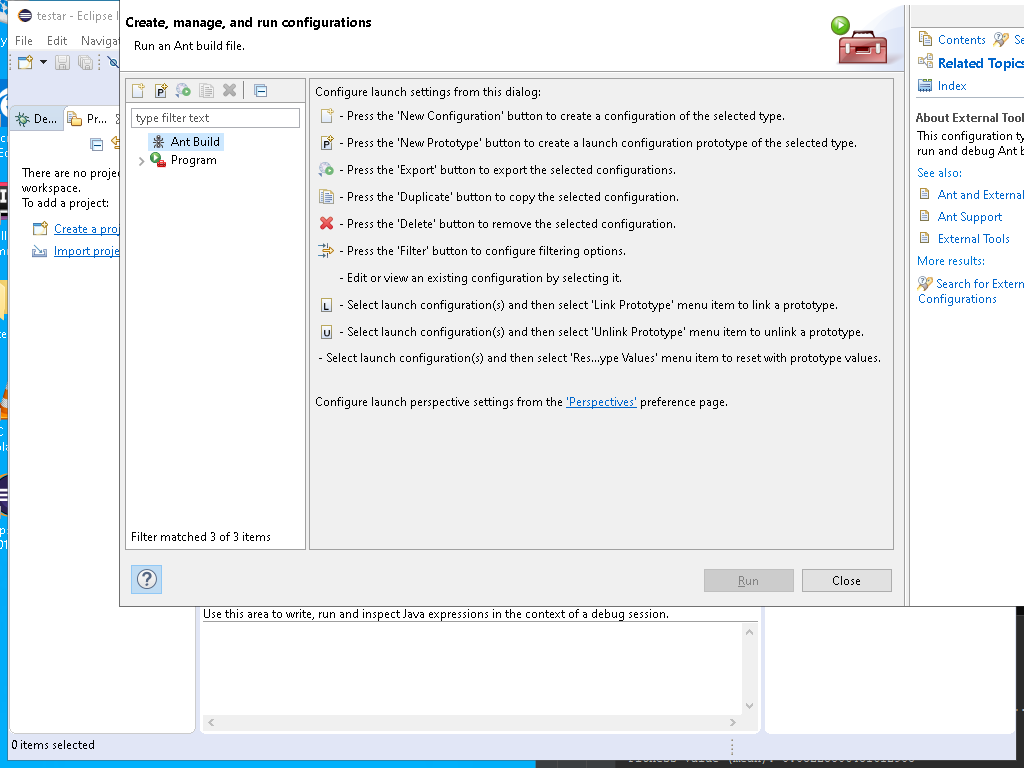 testar - Eclipse I
File Edit Navigat
De...
Pr...
There are no proje
workspace.
To add a project:
Create a proj
Import proje
Create, manage, and run configurations
Run an Ant build file.
type filter text
Ant Build
Program
Filter matched 3 of 3 items
Configure launch settings from this dialog:
- Press the 'New Configuration' button to create a configuration of the selected type.
- Press the 'New Prototype' button to create a launch configuration prototype of the selected type.
- Press the 'Export' button to export the selected configurations.
- Press the 'Duplicate' button to copy the selected configuration.
- Press the 'Delete' button to remove the selected configuration.
- Press the 'Filter' button to configure filtering options.
- Edit or view an existing configuration by selecting it.
L - Select launch configuration(s) and then select 'Link Prototype' menu item to link a prototype.
U - Select launch configuration(s) and then select 'Unlink Prototype' menu item to unlink a prototype.
- Select launch configuration(s) and then select 'Res...ype Values' menu item to reset with prototype values.
Configure launch perspective settings from the 'Perspectives' preference page.
Run
Close
Contents Se
Related Topics
Index
About External Tool
This configuration ty
run and debug Ant b
See also:
Ant and External
Ant Support
External Tools
More results:
Search for Extern
Configurations
Use this area to write, run and inspect Java expressions in the context of a debug session.
0 items selected